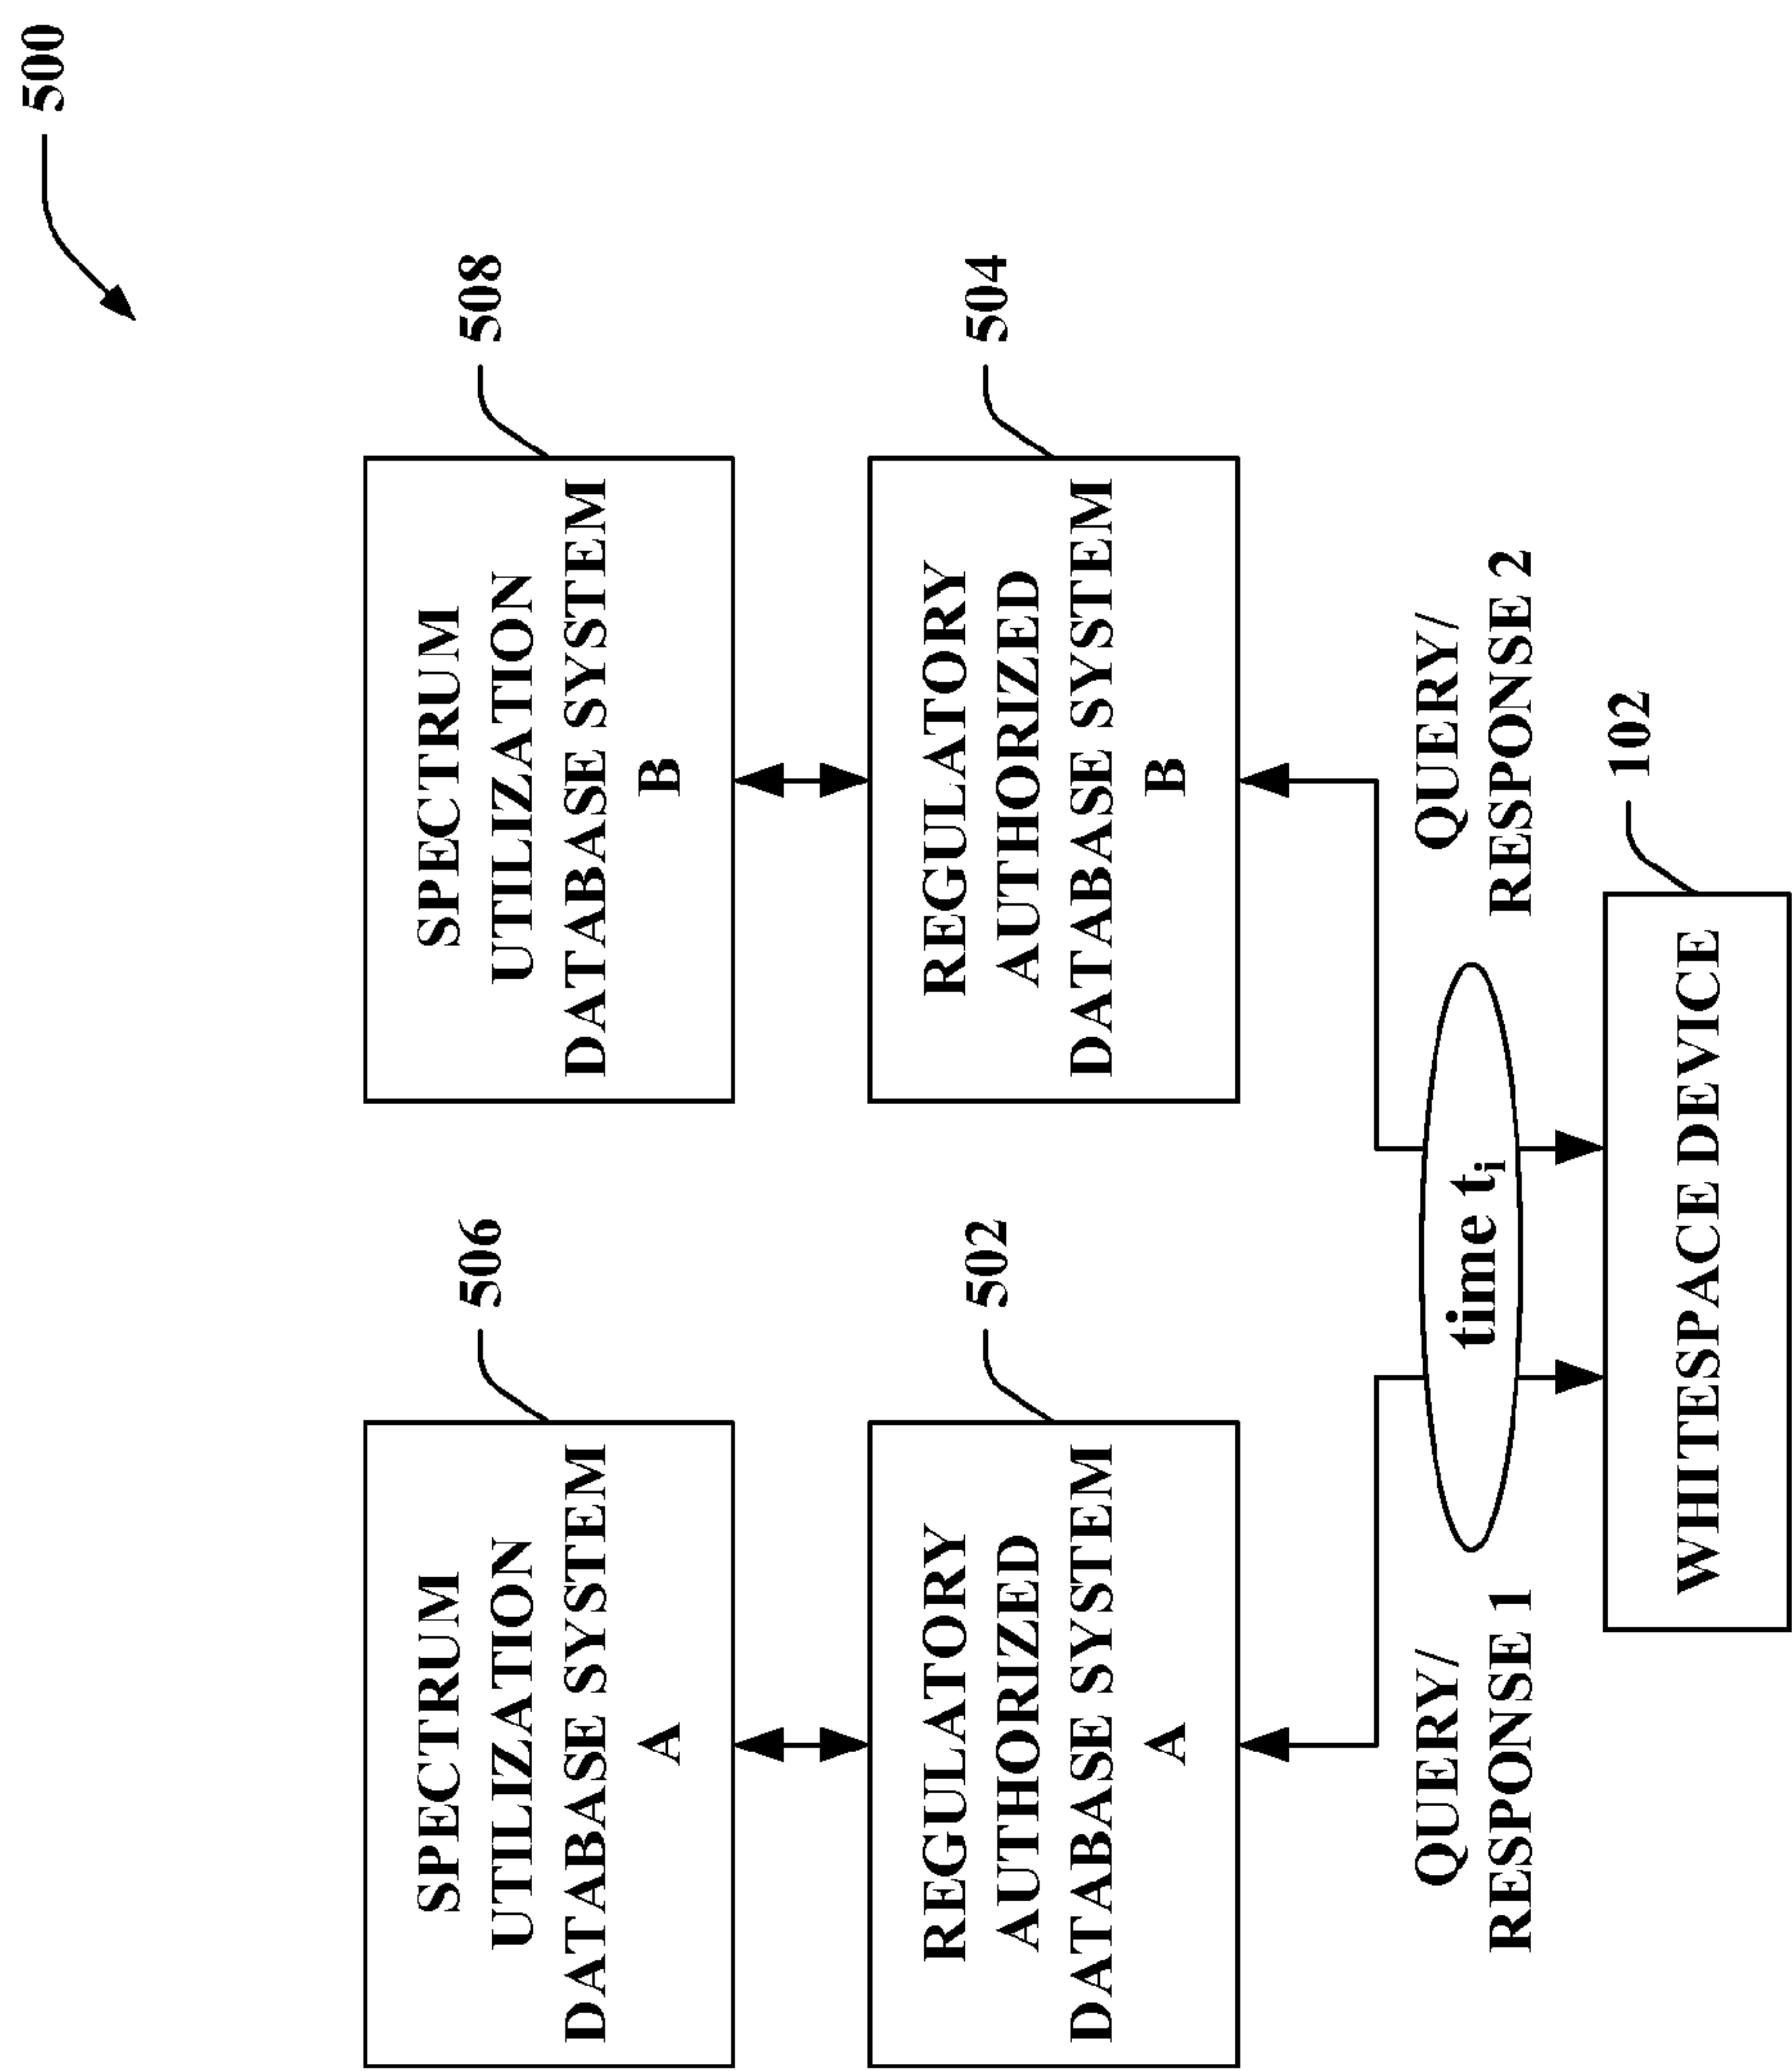 500
506
508
SPECTRUM
UTILIZATION
DATABASE SYSTEM
A
SPECTRUM
UTILIZATION
DATABASE SYSTEM
B
502
504
REGULATORY
AUTHORIZED
DATABASE SYSTEM
A
REGULATORY
AUTHORIZED
DATABASE SYSTEM
B
QUERY/
RESPONSE 1
time ti
QUERY/
RESPONSE 2
102
WHITESPACE DEVICE